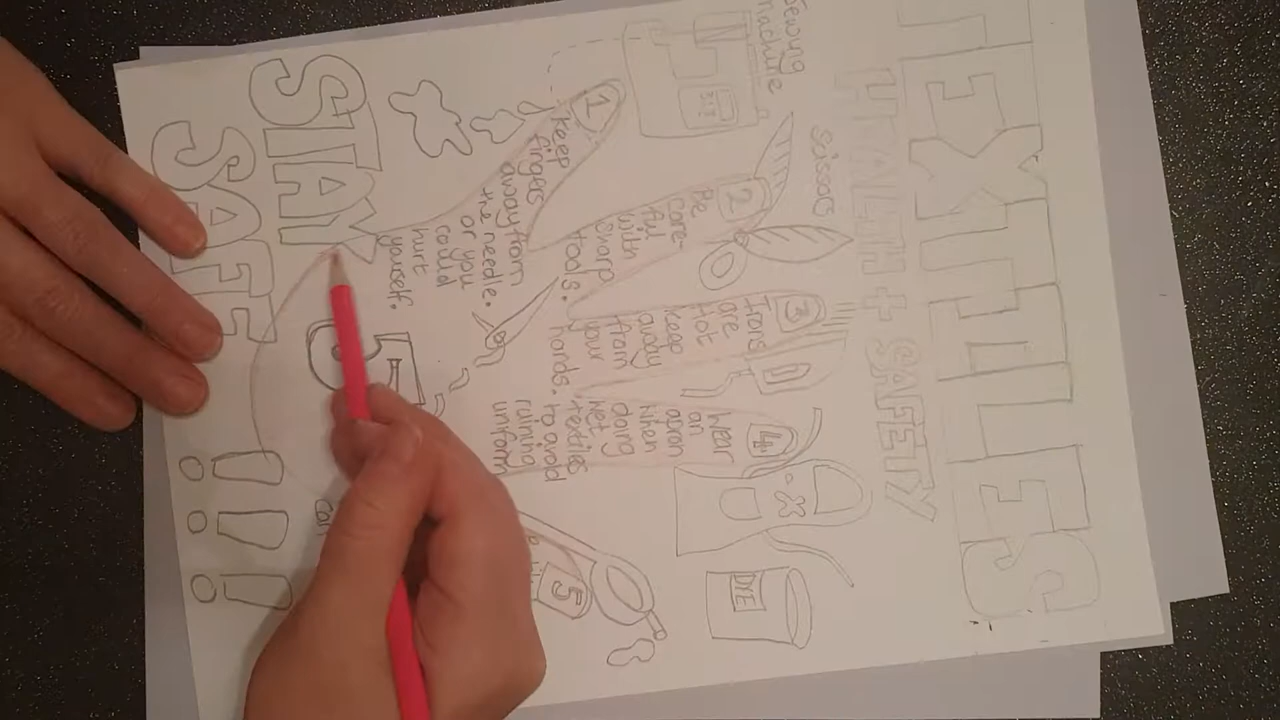 TEXTILES
HEALTH + SAFETY
sewing
machine
scissors
1
keep
fingers
away from
the needle.
or you
could
hurt
yourself.
2
Be
care-
ful
with
sharp
tools.
3
Irons
are
Hot
keep
away
from
your
hands.
4
wear
an
apron
when
doing
wet
textiles
to avoid
ruining
uniform
DYE
5
STAY
SAFE !!!